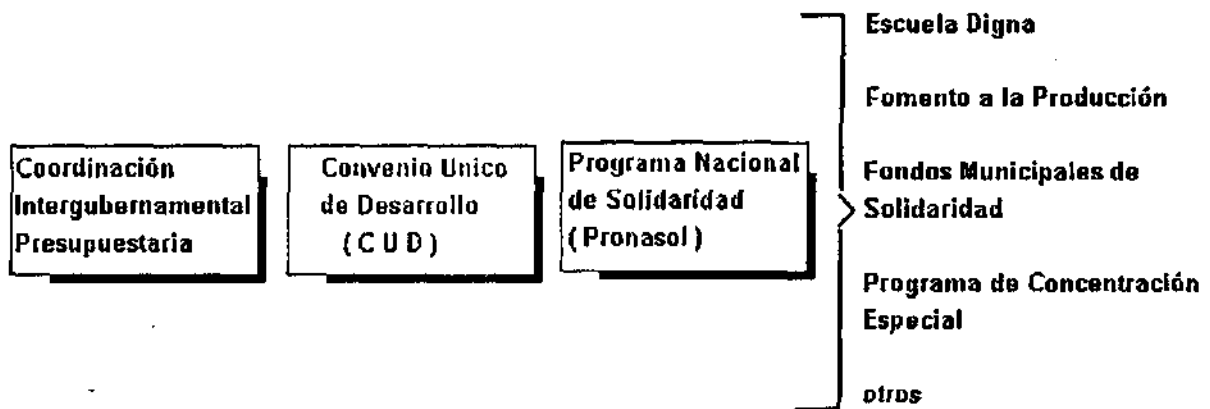 Coordinación
Intergubernamental
Presupuestaria
Convenio Unico
de Desarrollo
( C U D )
Programa Nacional
de Solidaridad
( Pronasol )
Escuela Digna
Fomento a la Producción
Fondos Municipales de
Solidaridad
Programa de Concentración
Especial
otros